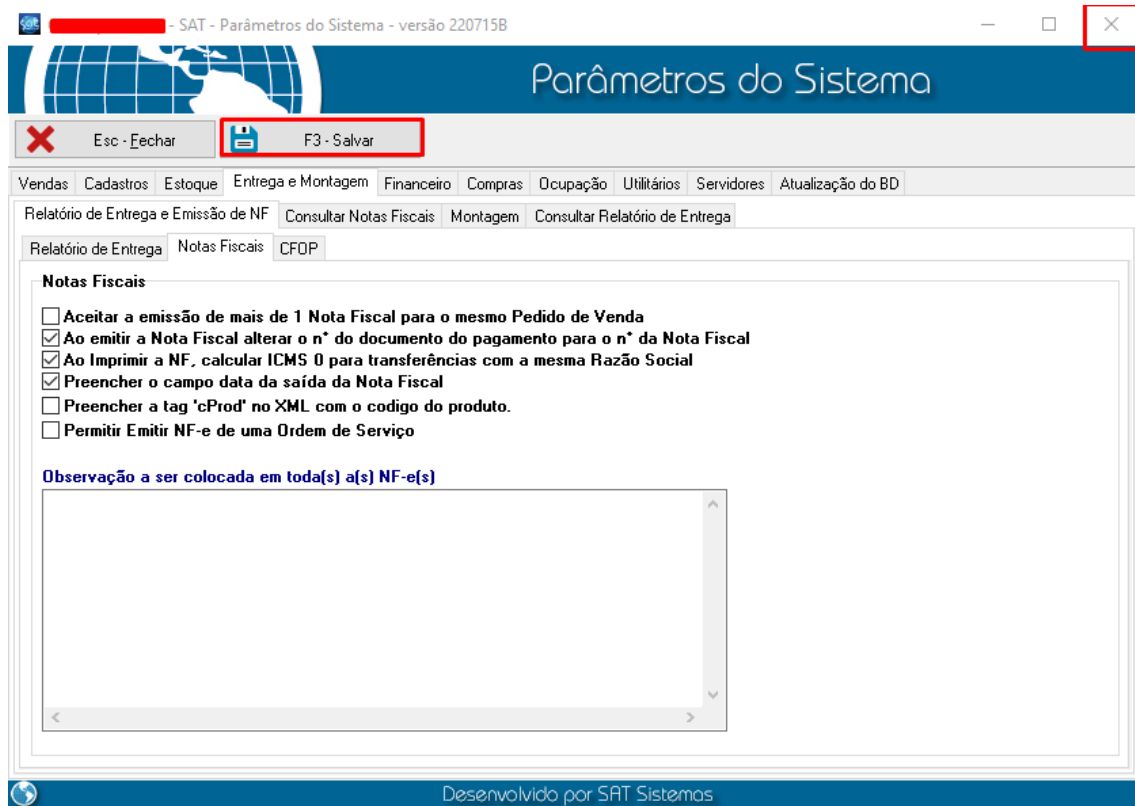 - SAT - Parâmetros do Sistema - versão 220715B
Parâmetros do Sistema
Esc - Fechar F3 - Salvar
Vendas Cadastros Estoque Entrega e Montagem Financeiro Compras Ocupação Utilitários Servidores Atualização do BD
Relatório de Entrega e Emissão de NF Consultar Notas Fiscais Montagem Consultar Relatório de Entrega
Relatório de Entrega Notas Fiscais CFOP
Notas Fiscais
Aceitar a emissão de mais de 1 Nota Fiscal para o mesmo Pedido de Venda
Ao emitir a Nota Fiscal alterar o n° do documento do pagamento para o n° da Nota Fiscal
Ao Imprimir a NF, calcular ICMS 0 para transferências com a mesma Razão Social
Preencher o campo data da saída da Nota Fiscal
Preencher a tag 'cProd' no XML com o codigo do produto.
Permitir Emitir NF-e de uma Ordem de Serviço
Observação a ser colocada em toda(s) a(s) NF-e(s)
Desenvolvido por SAT Sistemas